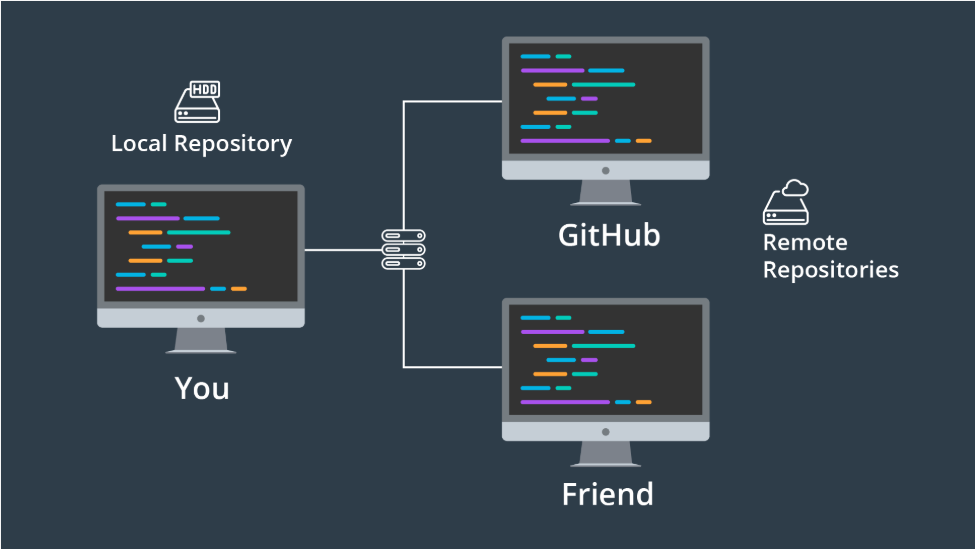 HDD
Local Repository
You
GitHub
Remote
Repositories
Friend